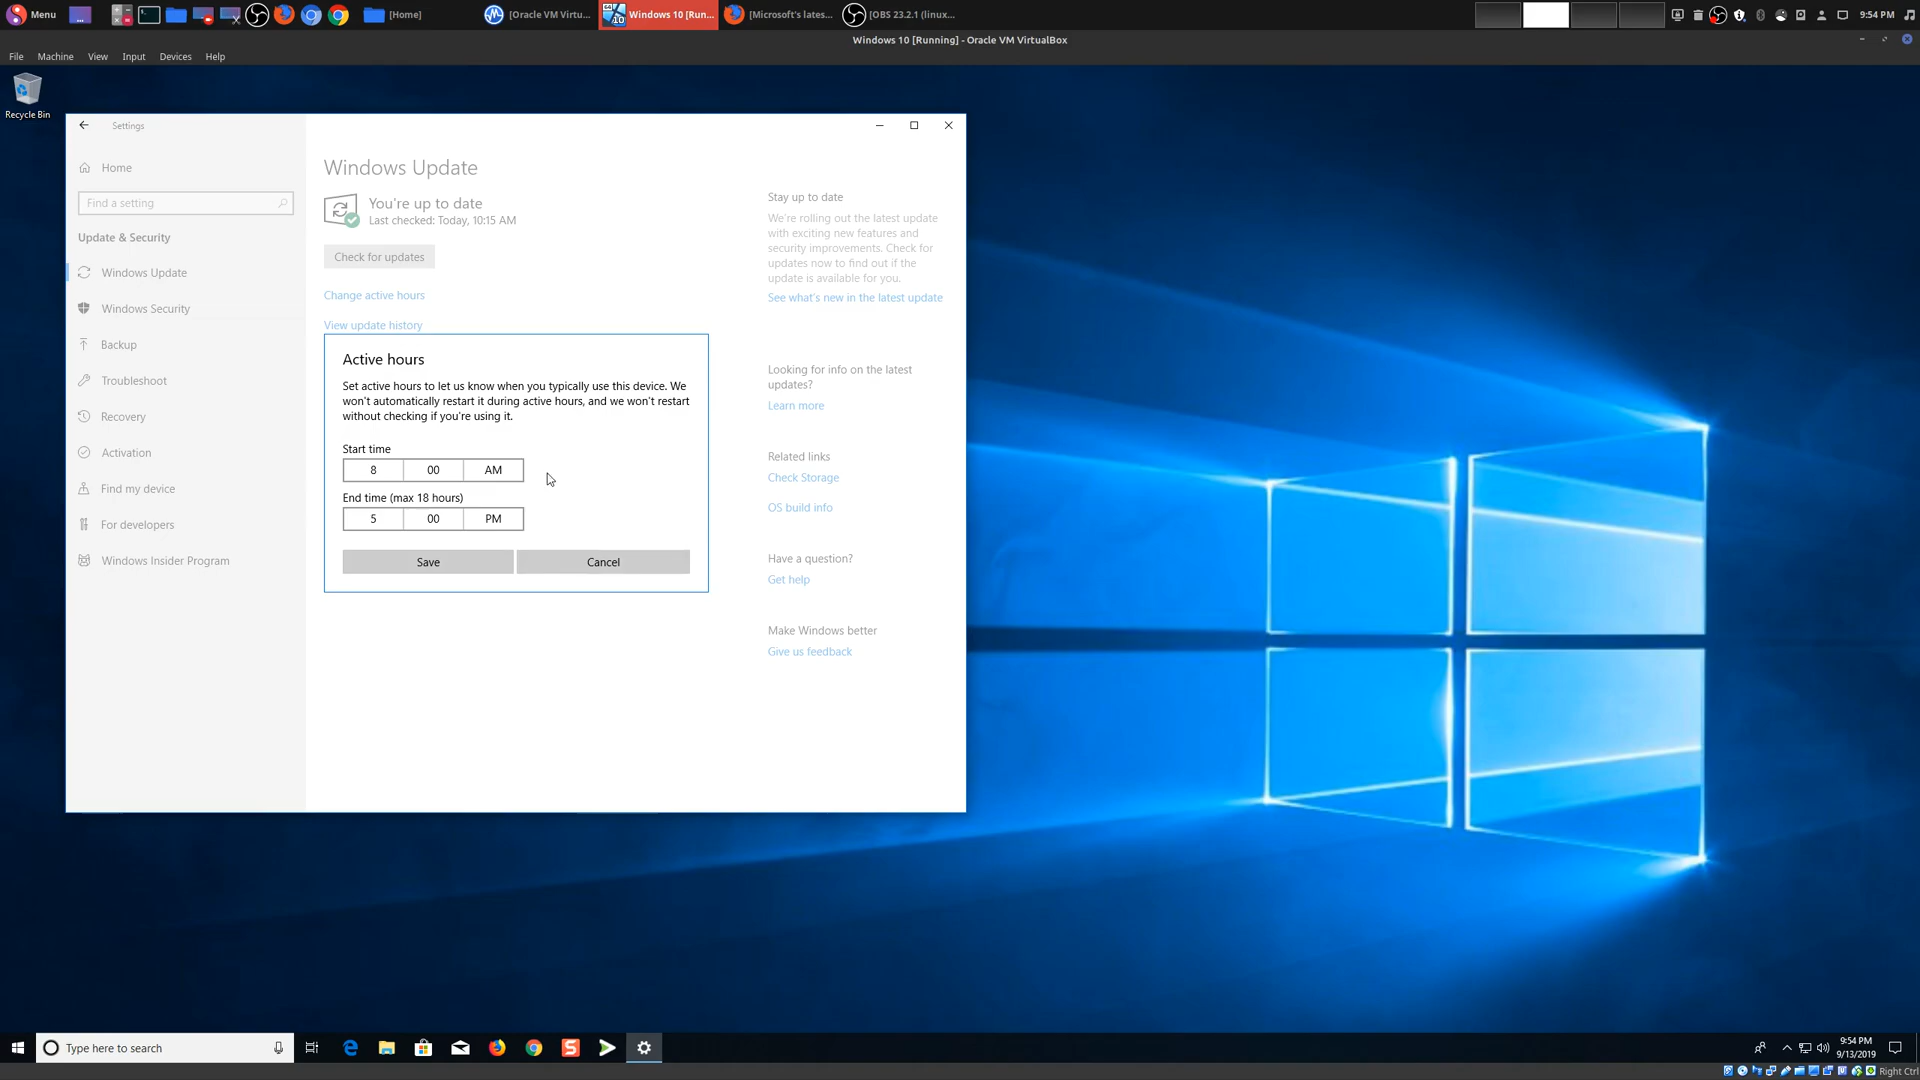 Menu
[Home]
[Oracle VM Virtu...
Windows 10 [Run...
[Microsoft's lates...
[OBS 23.2.1 (linux...
9:54 PM
Windows 10 [Running] - Oracle VM VirtualBox
File Machine View Input Devices Help
Recycle Bin
Settings
Home
Find a setting
Update & Security
Windows Update
Windows Security
Backup
Troubleshoot
Recovery
Activation
Find my device
For developers
Windows Insider Program
Windows Update
You're up to date
Last checked: Today, 10:15 AM
Check for updates
Change active hours
View update history
Active hours
Set active hours to let us know when you typically use this device. We
won't automatically restart it during active hours, and we won't restart
without checking if you're using it.
Start time
8 00 AM
End time (max 18 hours)
5 00 PM
Save Cancel
Stay up to date
We're rolling out the latest update
with exciting new features and
security improvements. Check for
updates now to find out if the
update is available for you.
See what's new in the latest update
Looking for info on the latest
updates?
Learn more
Related links
Check Storage
OS build info
Have a question?
Get help
Make Windows better
Give us feedback
Type here to search
9:54 PM
9/13/2019
Right Ctrl